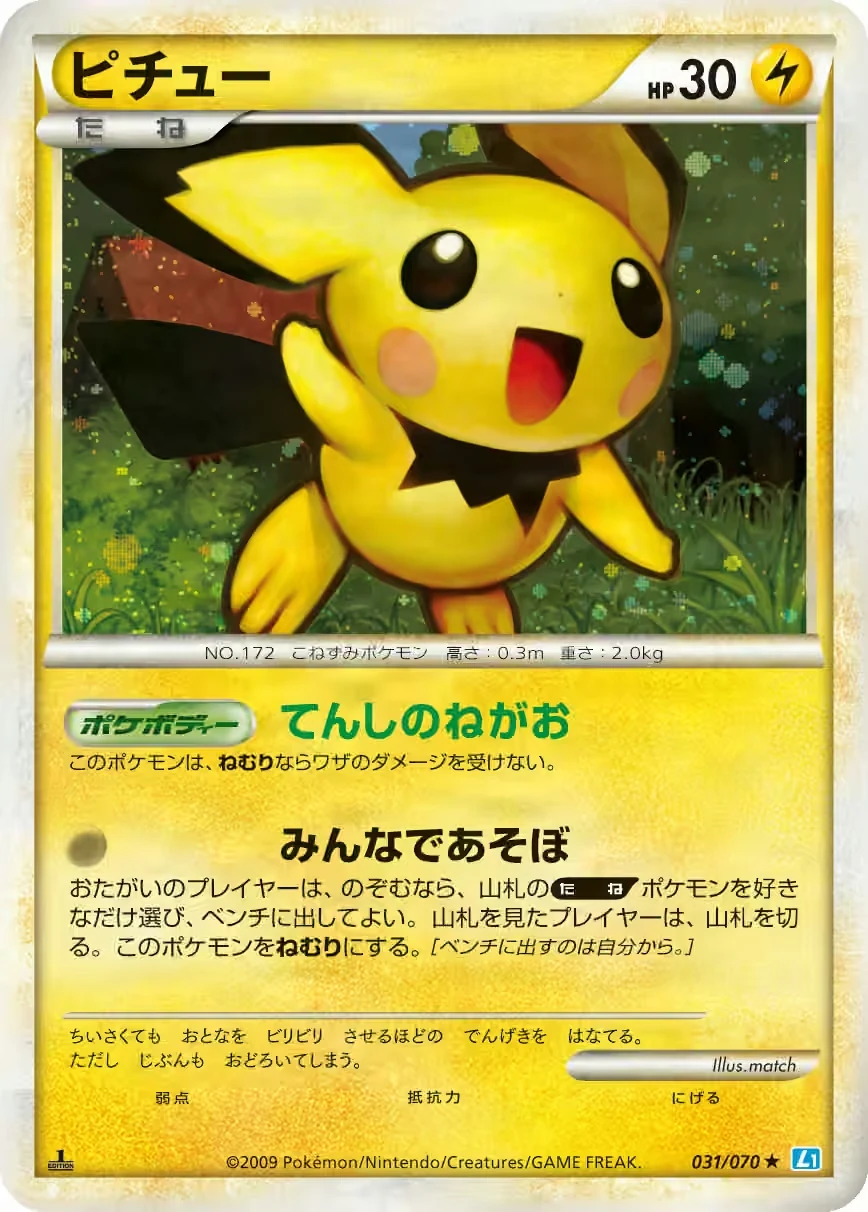 ピチュー
HP30
たね
NO.172 こねずみポケモン 高さ:0.3m 重さ:2.0kg
ポケボディー てんしのねがお
このポケモンは、ねむりならワザのダメージを受けない。
みんなであそぼ
おたがいのプレイヤーは、のぞむなら、山札のたねポケモンを好き
なだけ選び、ベンチに出してよい。山札を見たプレイヤーは、山札を切
る。このポケモンをねむりにする。[ベンチに出すのは自分から。]
ちいさくても おとなを ビリビリ させるほどの でんげきを はなてる。
ただし じぶんも おどろいてしまう。
Illus.match
弱点 抵抗力 にげる
1 EDITION ©2009 Pokémon/Nintendo/Creatures/GAME FREAK. 031/070 ★ L1